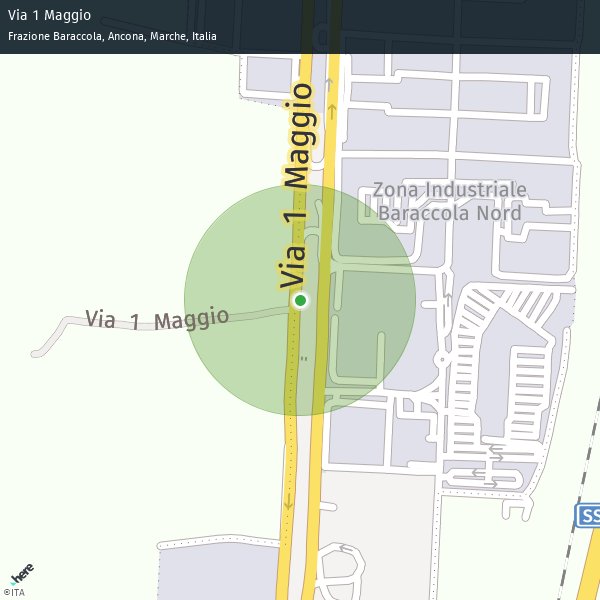 Via 1 Maggio
Frazione Baraccola, Ancona, Marche, Italia
Via 1 Maggio
Zona Industriale
Baraccola Nord
Via 1 Maggio
SS
here
©ITA